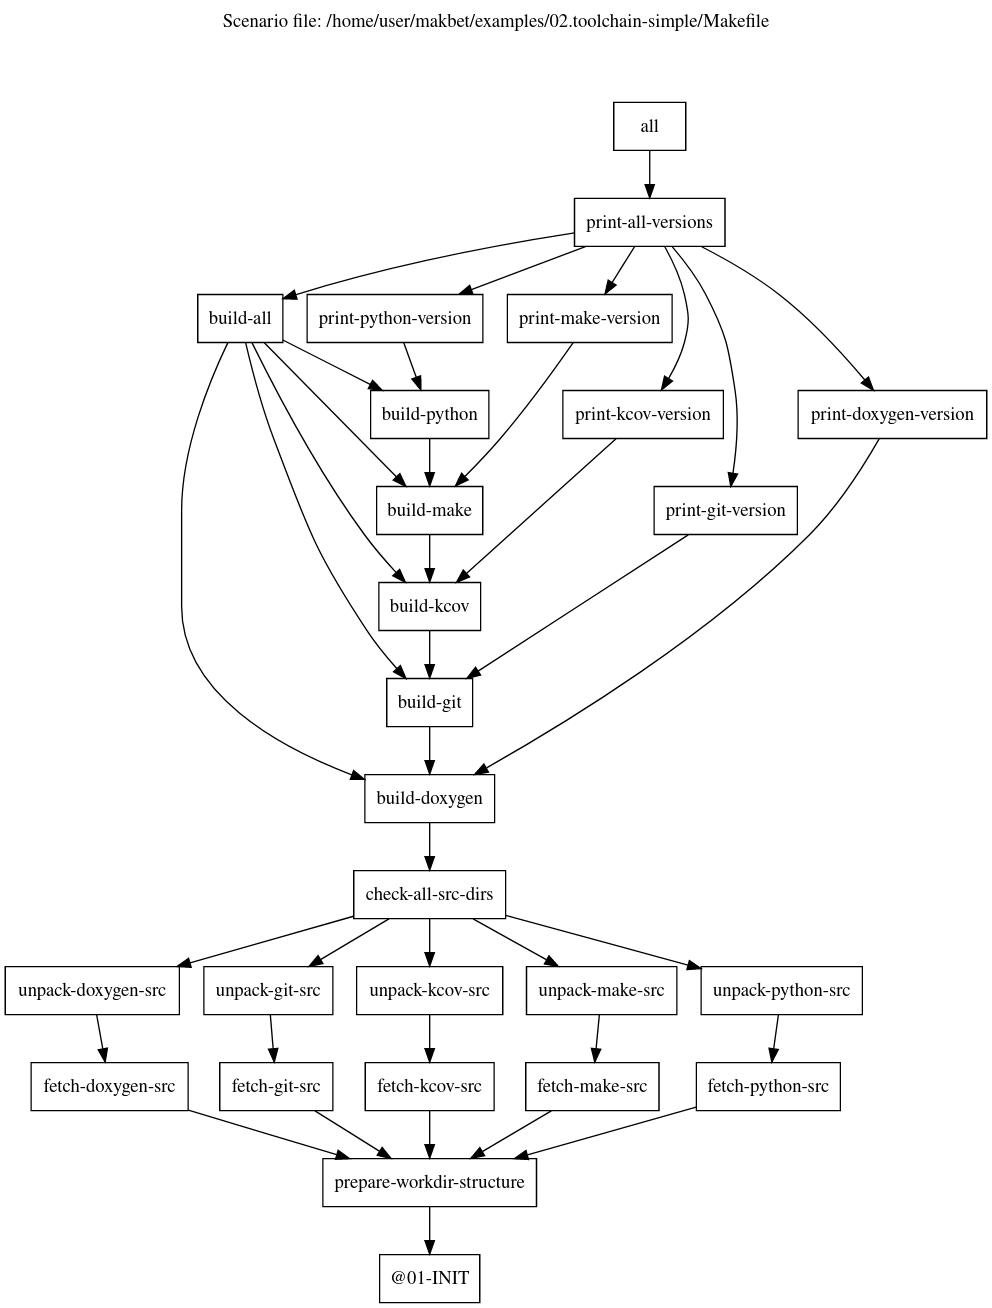 Scenario file: /home/user/makbet/examples/02.toolchain-simple/Makefile
all
print-all-versions
build-all
print-python-version
print-make-version
build-python
print-kcov-version
print-doxygen-version
build-make
print-git-version
build-kcov
build-git
build-doxygen
check-all-src-dirs
unpack-doxygen-src
unpack-git-src
unpack-kcov-src
unpack-make-src
unpack-python-src
fetch-doxygen-src
fetch-git-src
fetch-kcov-src
fetch-make-src
fetch-python-src
prepare-workdir-structure
@01-INIT